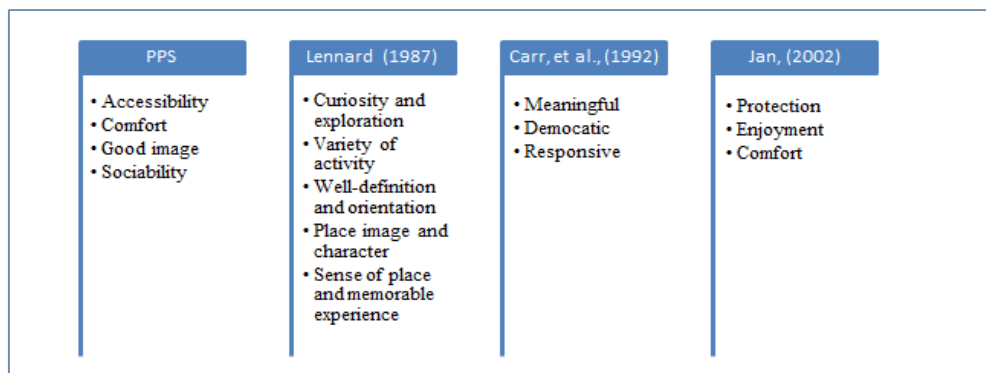 PPS
• Accessibility
• Comfort
• Good image
• Sociability
Lennard (1987)
• Curiosity and
exploration
• Variety of
activity
• Well-definition
and orientation
• Place image and
character
• Sense of place
and memorable
experience
Carr, et al., (1992)
• Meaningful
• Democatic
• Responsive
Jan, (2002)
• Protection
• Enjoyment
• Comfort